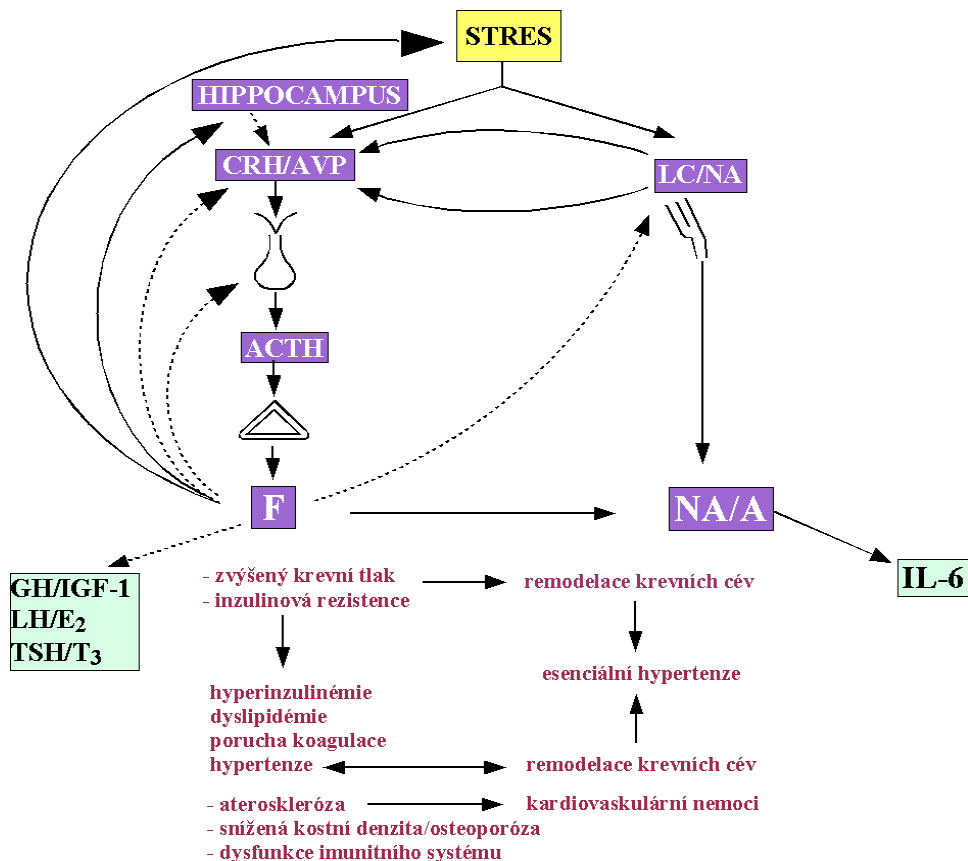 STRES
HIPPOCAMPUS
CRH/AVP
LC/NA
ACTH
F
NA/A
GH/IGF-1
LH/E2
TSH/T3
IL-6
- zvýšený krevní tlak
- inzulinová rezistence
remodelace krevních cév
esenciální hypertenze
hyperinzulinémie
dyslipidémie
porucha koagulace
hypertenze
remodelace krevních cév
- ateroskleróza
kardiovaskulární nemoci
- snížená kostní denzita/osteoporóza
- dysfunkce imunitního systému